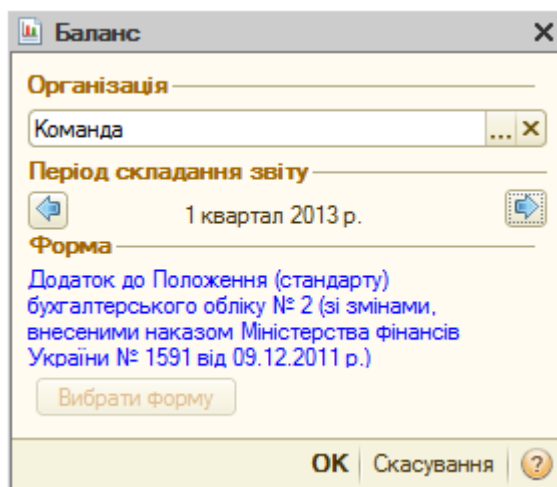 Баланс
Організація
Команда
...
Період складання звіту
1 квартал 2013 р.
Форма
Додаток до Положення (стандарту)
бухгалтерського обліку № 2 (зі змінами,
внесеними наказом Міністерства фінансів
України № 1591 від 09.12.2011 р.)
Вибрати форму
ОК Скасування ?